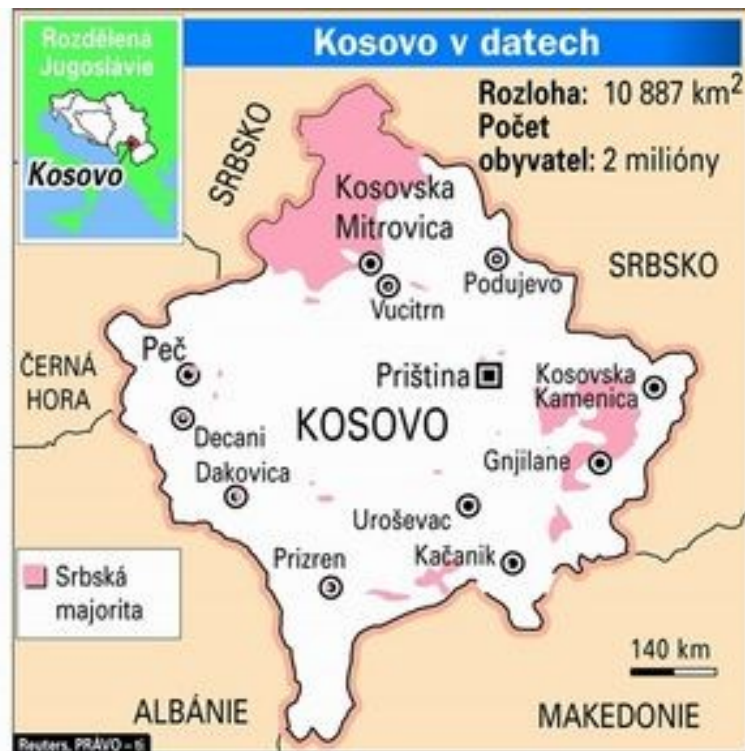 Rozdělená
Jugoslávie
Kosovo
Kosovo v datech
Rozloha: 10 887 km²
Počet
obyvatel: 2 milióny
SRBSKO
Kosovska
Mitrovica
Vucitrn
Podujevo
SRBSKO
ČERNÁ
HORA
Peč
Priština
Kosovska
Kamenica
Decani
KOSOVO
Dakovica
Gnjilane
Uroševac
Prizren
Kačanik
Srbská
majorita
140 km
ALBÁNIE
MAKEDONIE
Reuters, PRÁVO – ti